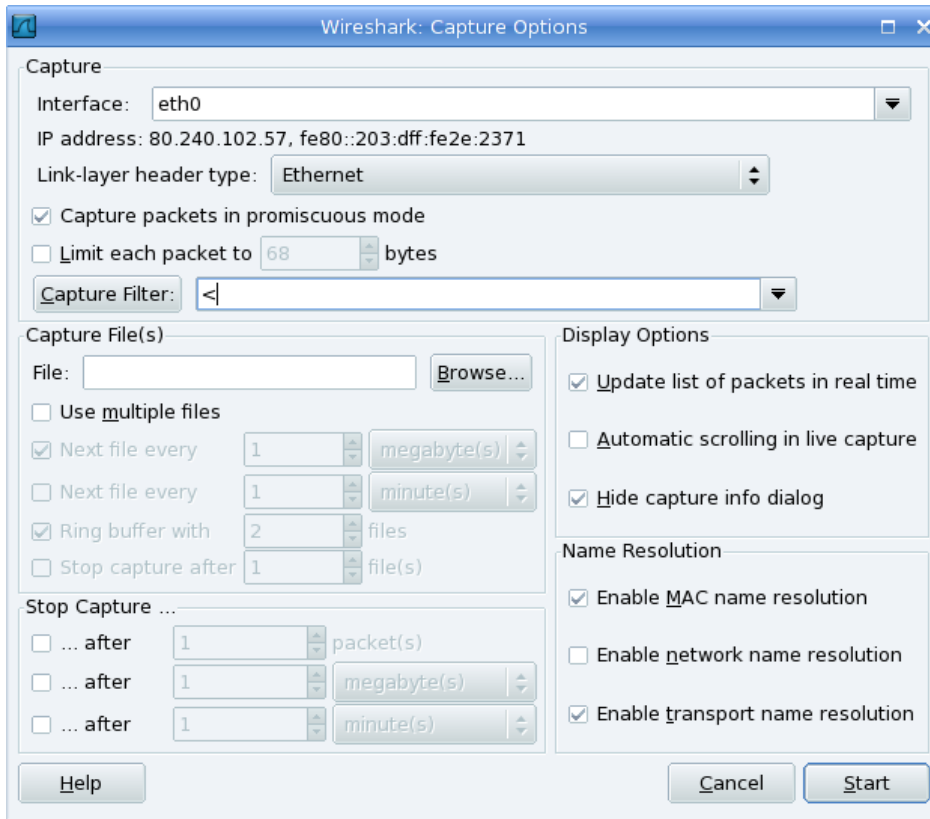 Wireshark: Capture Options
Capture
Interface: eth0
IP address: 80.240.102.57, fe80::203:dff:fe2e:2371
Link-layer header type: Ethernet
Capture packets in promiscuous mode
Limit each packet to 68 bytes
Capture Filter: <
Capture File(s)
File: Browse...
Use multiple files
Next file every 1 megabyte(s)
Next file every 1 minute(s)
Ring buffer with 2 files
Stop capture after 1 file(s)
Stop Capture ...
... after 1 packet(s)
... after 1 megabyte(s)
... after 1 minute(s)
Display Options
Update list of packets in real time
Automatic scrolling in live capture
Hide capture info dialog
Name Resolution
Enable MAC name resolution
Enable network name resolution
Enable transport name resolution
Help Cancel Start